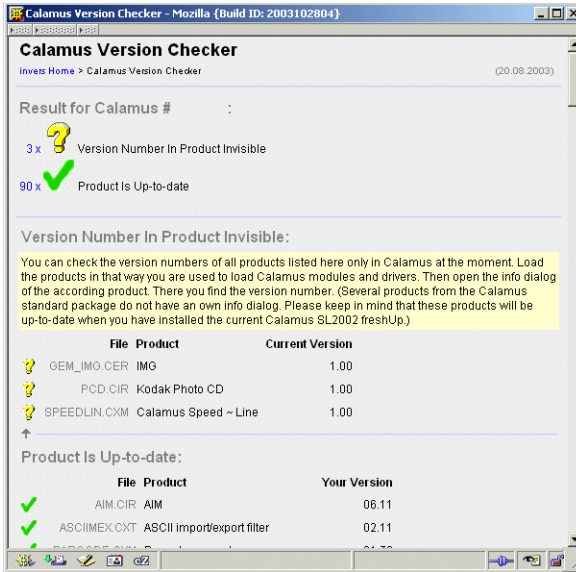 Calamus Version Checker - Mozilla {Build ID: 2003102804}
Calamus Version Checker
invers Home > Calamus Version Checker (20.08.2003)
Result for Calamus # :
3 x Version Number In Product Invisible
90 x Product Is Up-to-date
Version Number In Product Invisible:
You can check the version numbers of all products listed here only in Calamus at the moment. Load
the products in that way you are used to load Calamus modules and drivers. Then open the info dialog
of the according product. There you find the version number. (Several products from the Calamus
standard package do not have an own info dialog. Please keep in mind that these products will be
up-to-date when you have installed the current Calamus SL2002 freshUp.)
File Product Current Version
GEM_IMG.CER IMG 1.00
PCD.CIR Kodak Photo CD 1.00
SPEEDLIN.CXM Calamus Speed ~ Line 1.00
Product Is Up-to-date:
File Product Your Version
AIM.CIR AIM 06.11
ASCIIMEX.CXT ASCII import/export filter 02.11